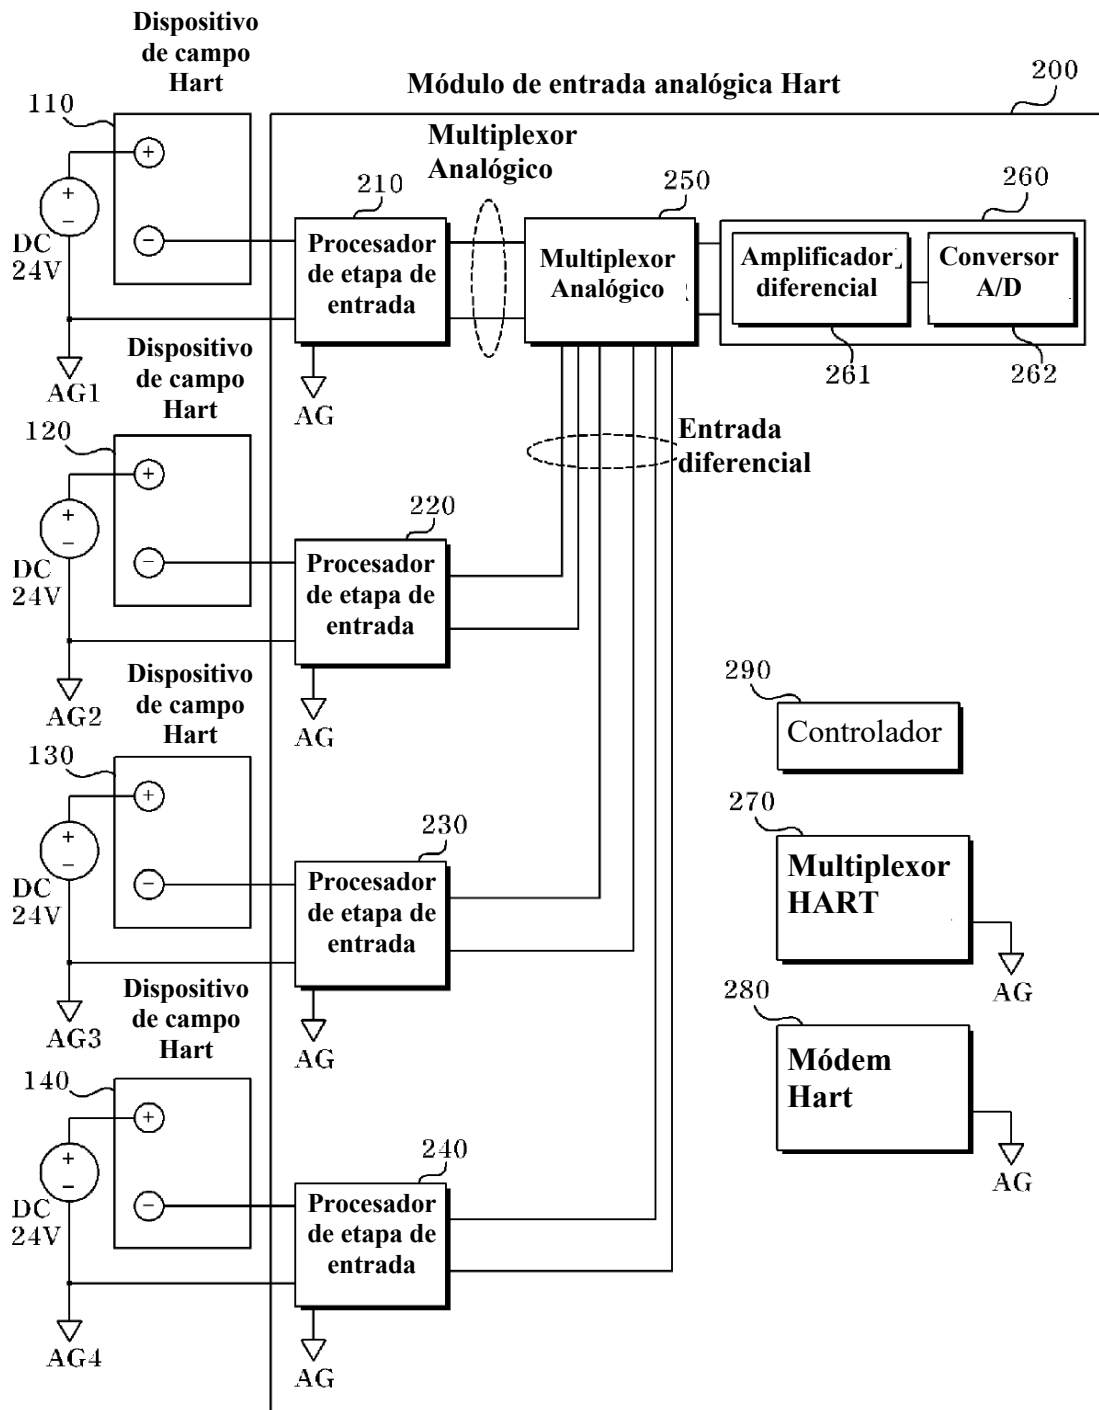 Dispositivo
de campo
Hart
Módulo de entrada analógica Hart
200
110
+
−
+
−
DC
24V
AG1
Multiplexor
Analógico
210
Procesador
de etapa de
entrada
AG
250
Multiplexor
Analógico
260
Amplificador
diferencial
261
Conversor
A/D
262
Entrada
diferencial
Dispositivo
de campo
Hart
120
+
−
+
−
DC
24V
AG2
220
Procesador
de etapa de
entrada
AG
Dispositivo
de campo
Hart
130
+
−
+
−
DC
24V
AG3
230
Procesador
de etapa de
entrada
AG
Dispositivo
de campo
Hart
140
+
−
+
−
DC
24V
AG4
240
Procesador
de etapa de
entrada
AG
290
Controlador
270
Multiplexor
HART
AG
280
Módem
Hart
AG